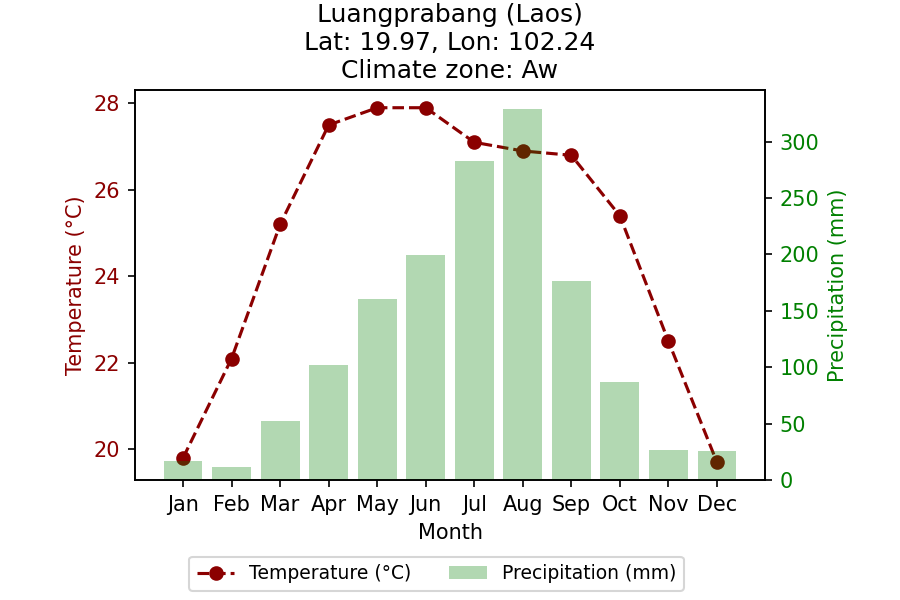 Luangprabang (Laos)
Lat: 19.97, Lon: 102.24
Climate zone: Aw
Temperature (°C)
28
26
24
22
20
Precipitation (mm)
300
250
200
150
100
50
0
Jan Feb Mar Apr May Jun Jul Aug Sep Oct Nov Dec
Month
Temperature (°C) Precipitation (mm)